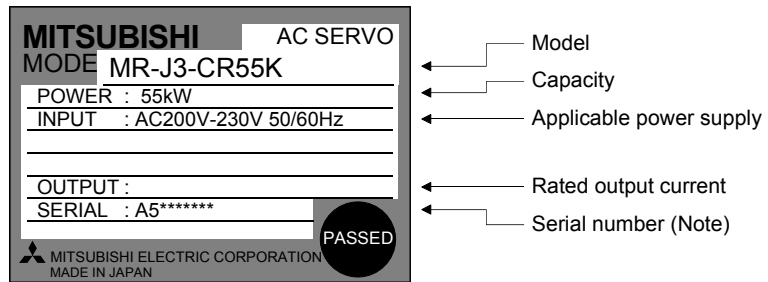 MITSUBISHI
AC SERVO
MODE MR-J3-CR55K
POWER : 55kW
INPUT : AC200V-230V 50/60Hz
OUTPUT :
SERIAL : A5*******
PASSED
MITSUBISHI ELECTRIC CORPORATION
MADE IN JAPAN
Model
Capacity
Applicable power supply
Rated output current
Serial number (Note)